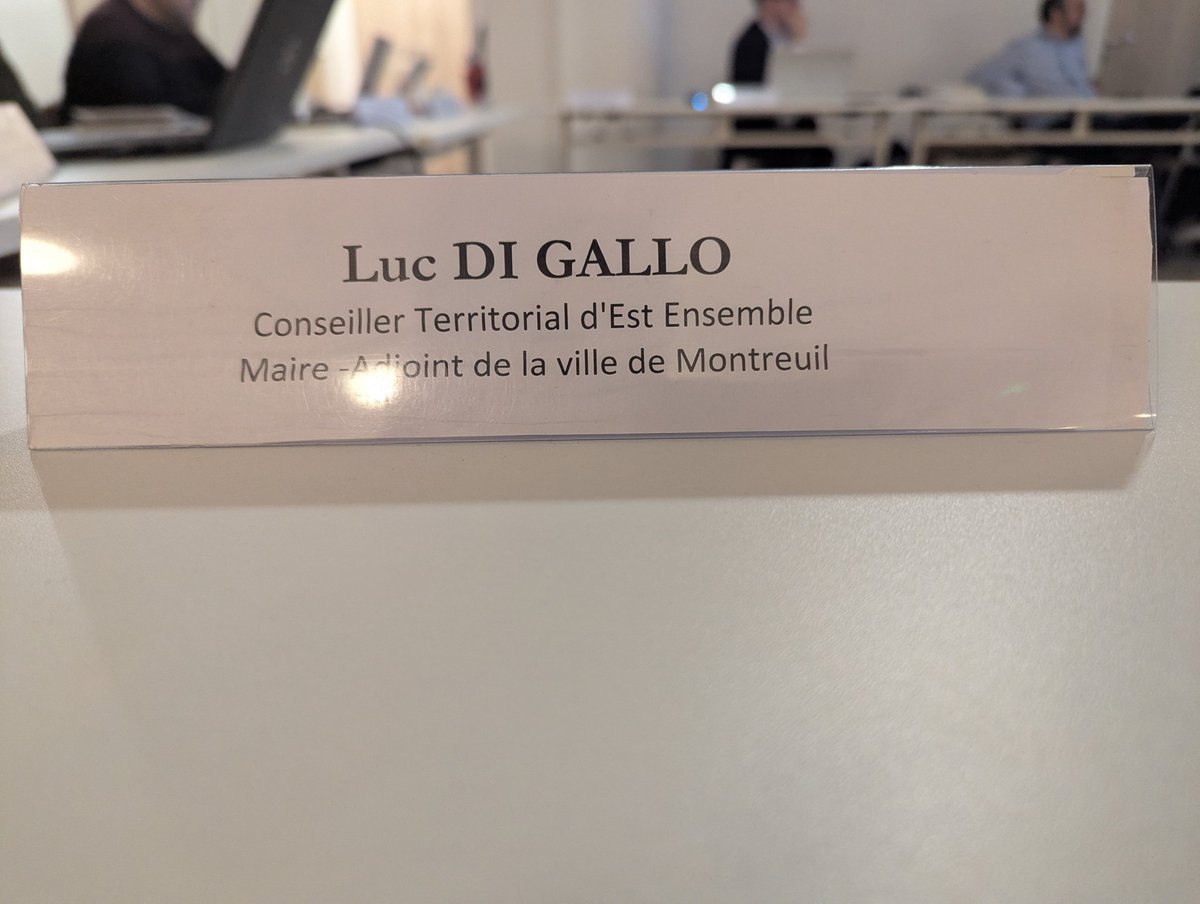 Luc DI GALLO
Conseiller Territorial d'Est Ensemble
Maire -Adjoint de la ville de Montreuil